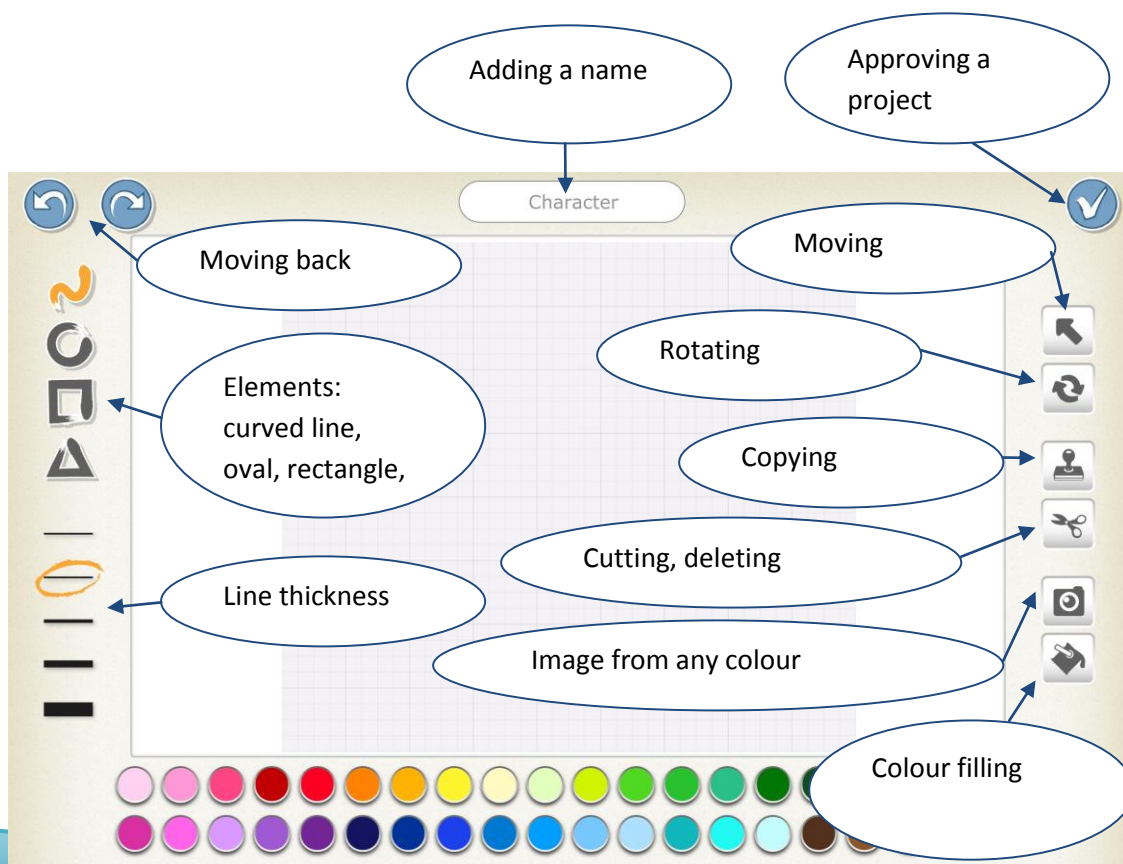 Adding a name
Approving a
project
Character
Moving back
Moving
Rotating
Elements:
curved line,
oval, rectangle,
Copying
Cutting, deleting
Line thickness
Image from any colour
Colour filling